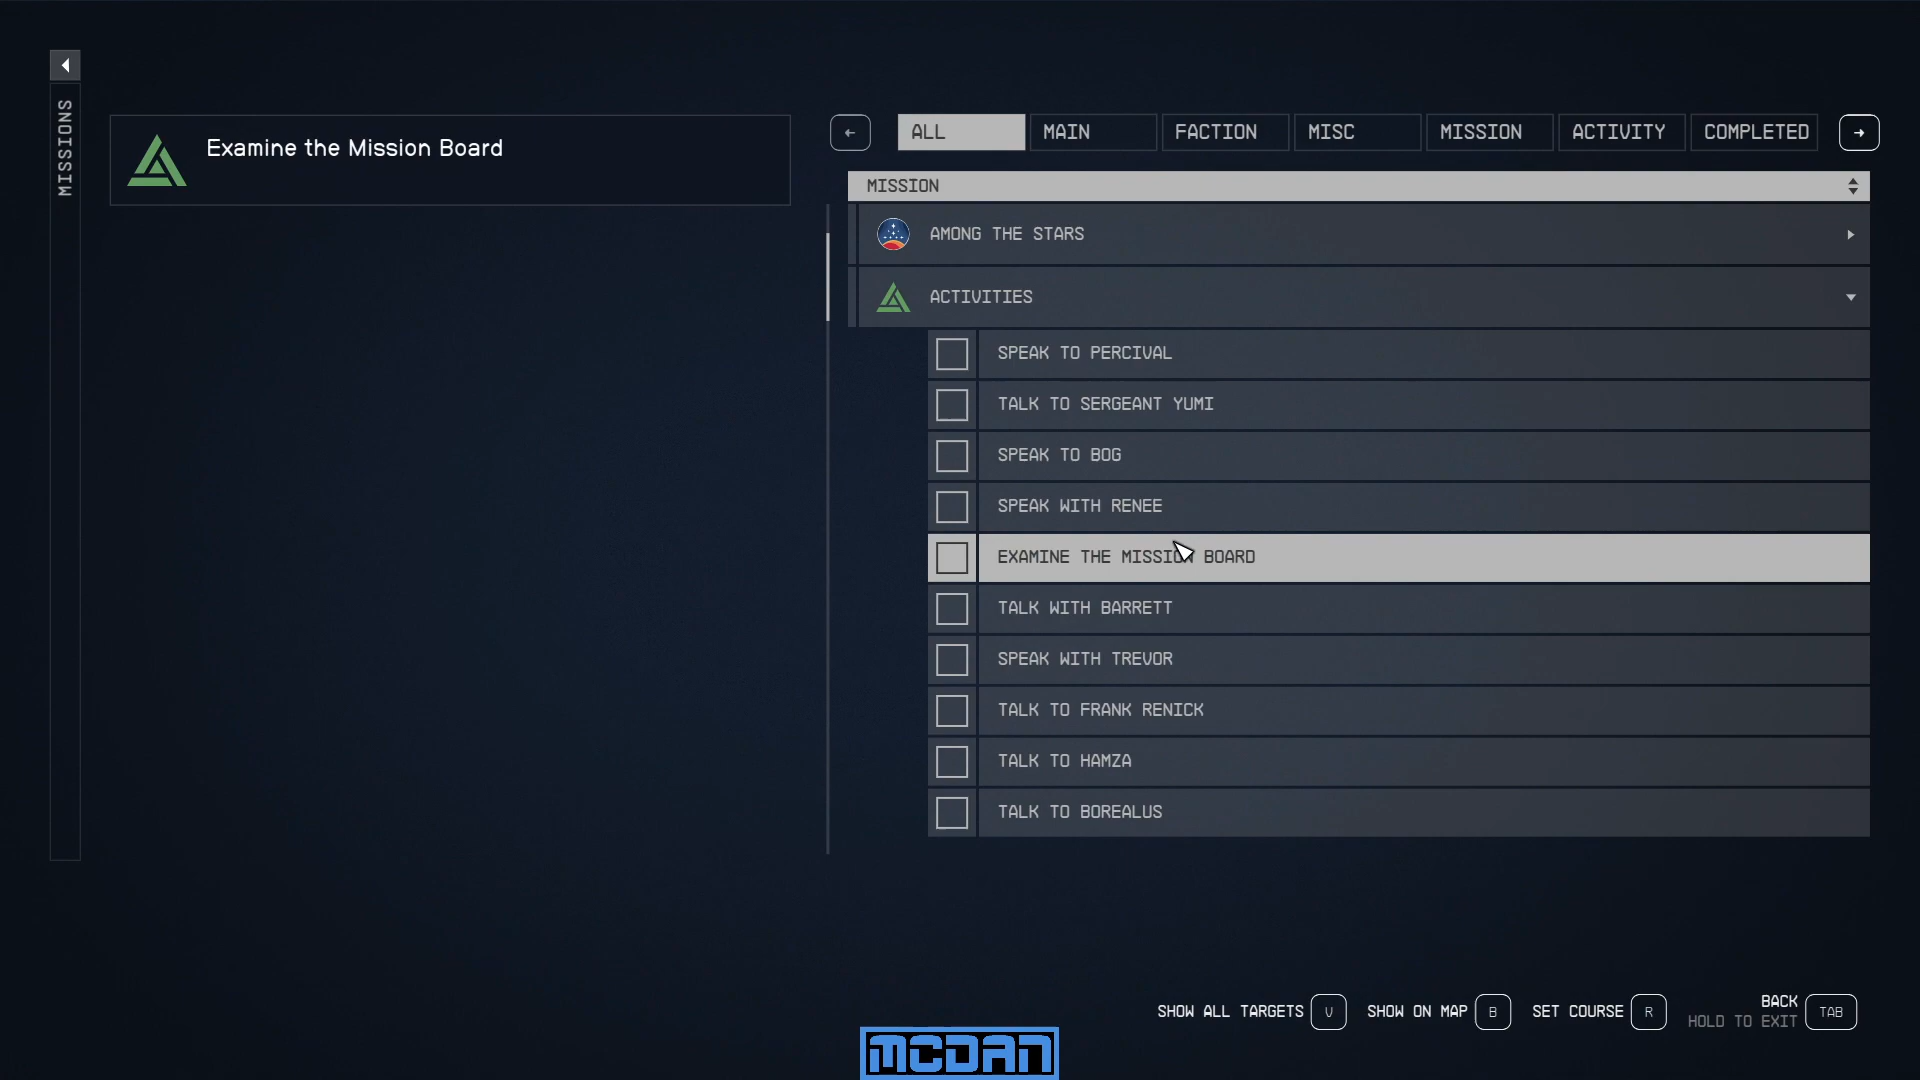 MISSIONS
Examine the Mission Board
ALL
MAIN
FACTION
MISC
MISSION
ACTIVITY
COMPLETED
MISSION
AMONG THE STARS
ACTIVITIES
SPEAK TO PERCIVAL
TALK TO SERGEANT YUMI
SPEAK TO BOG
SPEAK WITH RENEE
EXAMINE THE MISSION BOARD
TALK WITH BARRETT
SPEAK WITH TREVOR
TALK TO FRANK RENICK
TALK TO HAMZA
TALK TO BOREALUS
SHOW ALL TARGETS V
SHOW ON MAP B
SET COURSE R
BACK
HOLD TO EXIT
TAB
MCDAN